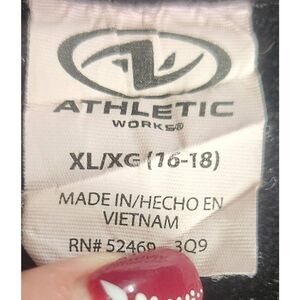 ATHLETIC
WORKS®
XL/XG (16-18)
MADE IN/HECHO EN
VIETNAM
RN# 52469 3Q9